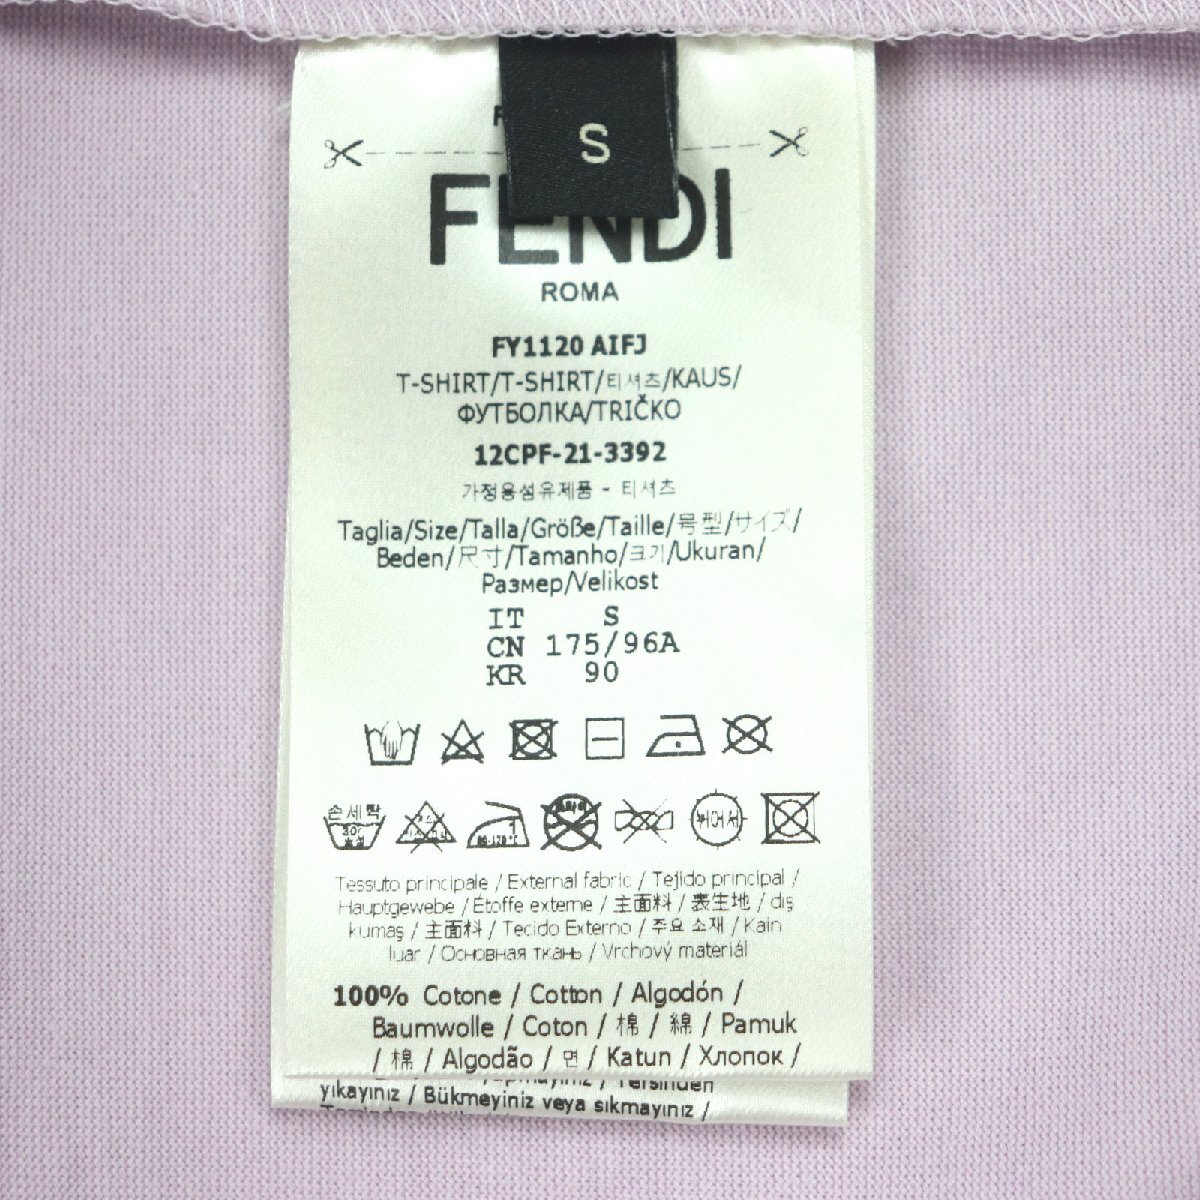 S
FENDI
ROMA
FY1120 AIFJ
T-SHIRT/T-SHIRT/티셔츠/KAUS/
ФУТБОЛКА/TRIČKO
12CPF-21-3392
가정용섬유제품 - 티셔츠
Taglia/Size/Talla/Größe/Taille/号型/サイズ/
Beden/尺寸/Tamanho/크기/Ukuran/
Размер/Velikost
IT S
CN 175/96A
KR 90
손세탁
Tessuto principale / External fabric / Tejido principal /
Hauptgewebe / Étoffe externe / 主面料 / 表生地 / dış
kumaş / 主面料 / Tecido Externo / 주요 소재 / Kain
luar / Основная ткань / Vrchový materiál
100% Cotone / Cotton / Algodón /
Baumwolle / Coton / 棉 / 綿 / Pamuk
/ 棉 / Algodão / 면 / Katun / Хлопок /
Tersinden
yıkayınız / Bükmeyiniz veya sıkmayınız /